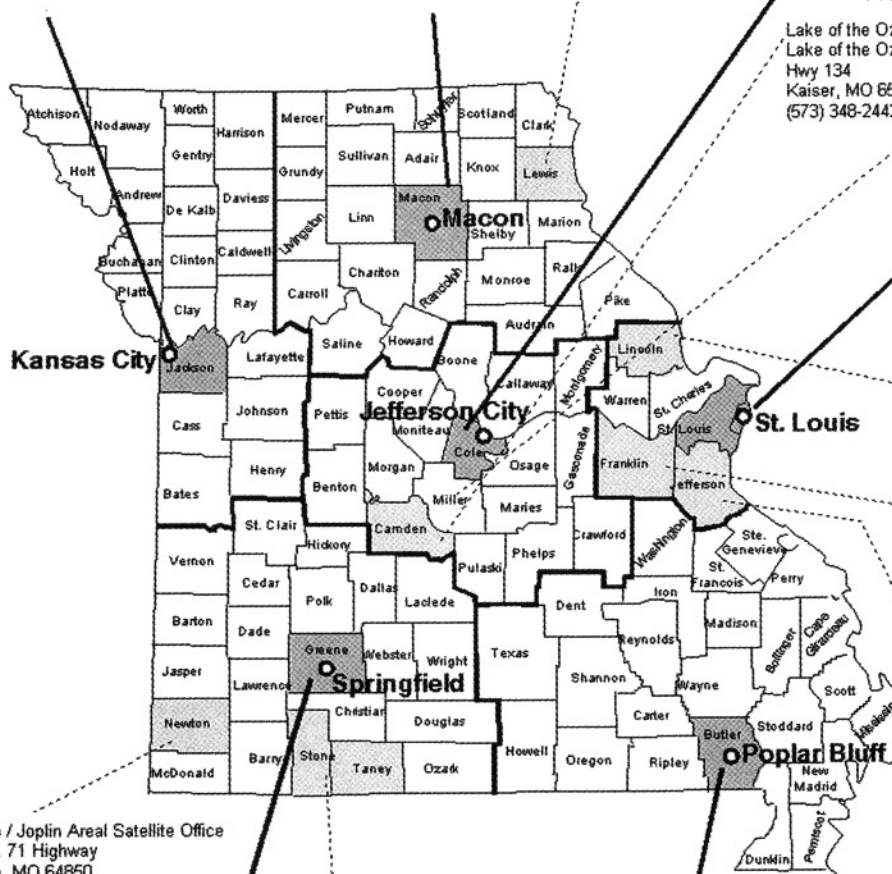 Lake of the Oz
Lake of the Oz
Hwy 134
Kaiser, MO 65
(573) 348-244
Atchison
Nodaway
Worth
Harrison
Mercer
Putnam
Schuyler
Scotland
Clark
Holt
Gentry
Grundy
Sullivan
Adair
Knox
Lewis
Andrew
De Kalb
Daviess
Livingston
Linn
Macon
Macon
Shelby
Marion
Buchanan
Clinton
Caldwell
Chariton
Randolph
Monroe
Ralls
Platte
Clay
Ray
Carroll
Audrain
Pike
Kansas City
Jackson
Lafayette
Saline
Howard
Boone
Callaway
Montgomery
Lincoln
Cass
Johnson
Pettis
Cooper
Jefferson City
Moniteau
Cole
Osage
Gasconade
Warren
St. Charles
St. Louis
St. Louis
Bates
Henry
Benton
Morgan
Miller
Maries
Franklin
Jefferson
St. Clair
Hickory
Camden
Pulaski
Phelps
Crawford
Washington
Ste.
Genevieve
Vernon
Cedar
Polk
Dallas
Laclede
Dent
Iron
St.
Francois
Perry
Barton
Dade
Greene
Webster
Wright
Texas
Reynolds
Madison
Bollinger
Cape
Girardeau
Jasper
Lawrence
Springfield
Christian
Douglas
Shannon
Wayne
Scott
Newton
Stone
Taney
Ozark
Howell
Carter
Butler
Stoddard
Mississi
McDonald
Barry
Oregon
Ripley
Poplar Bluff
New
Madrid
Pemiscot
Dunklin
/ Joplin Areal Satellite Office
71 Highway
, MO 64850